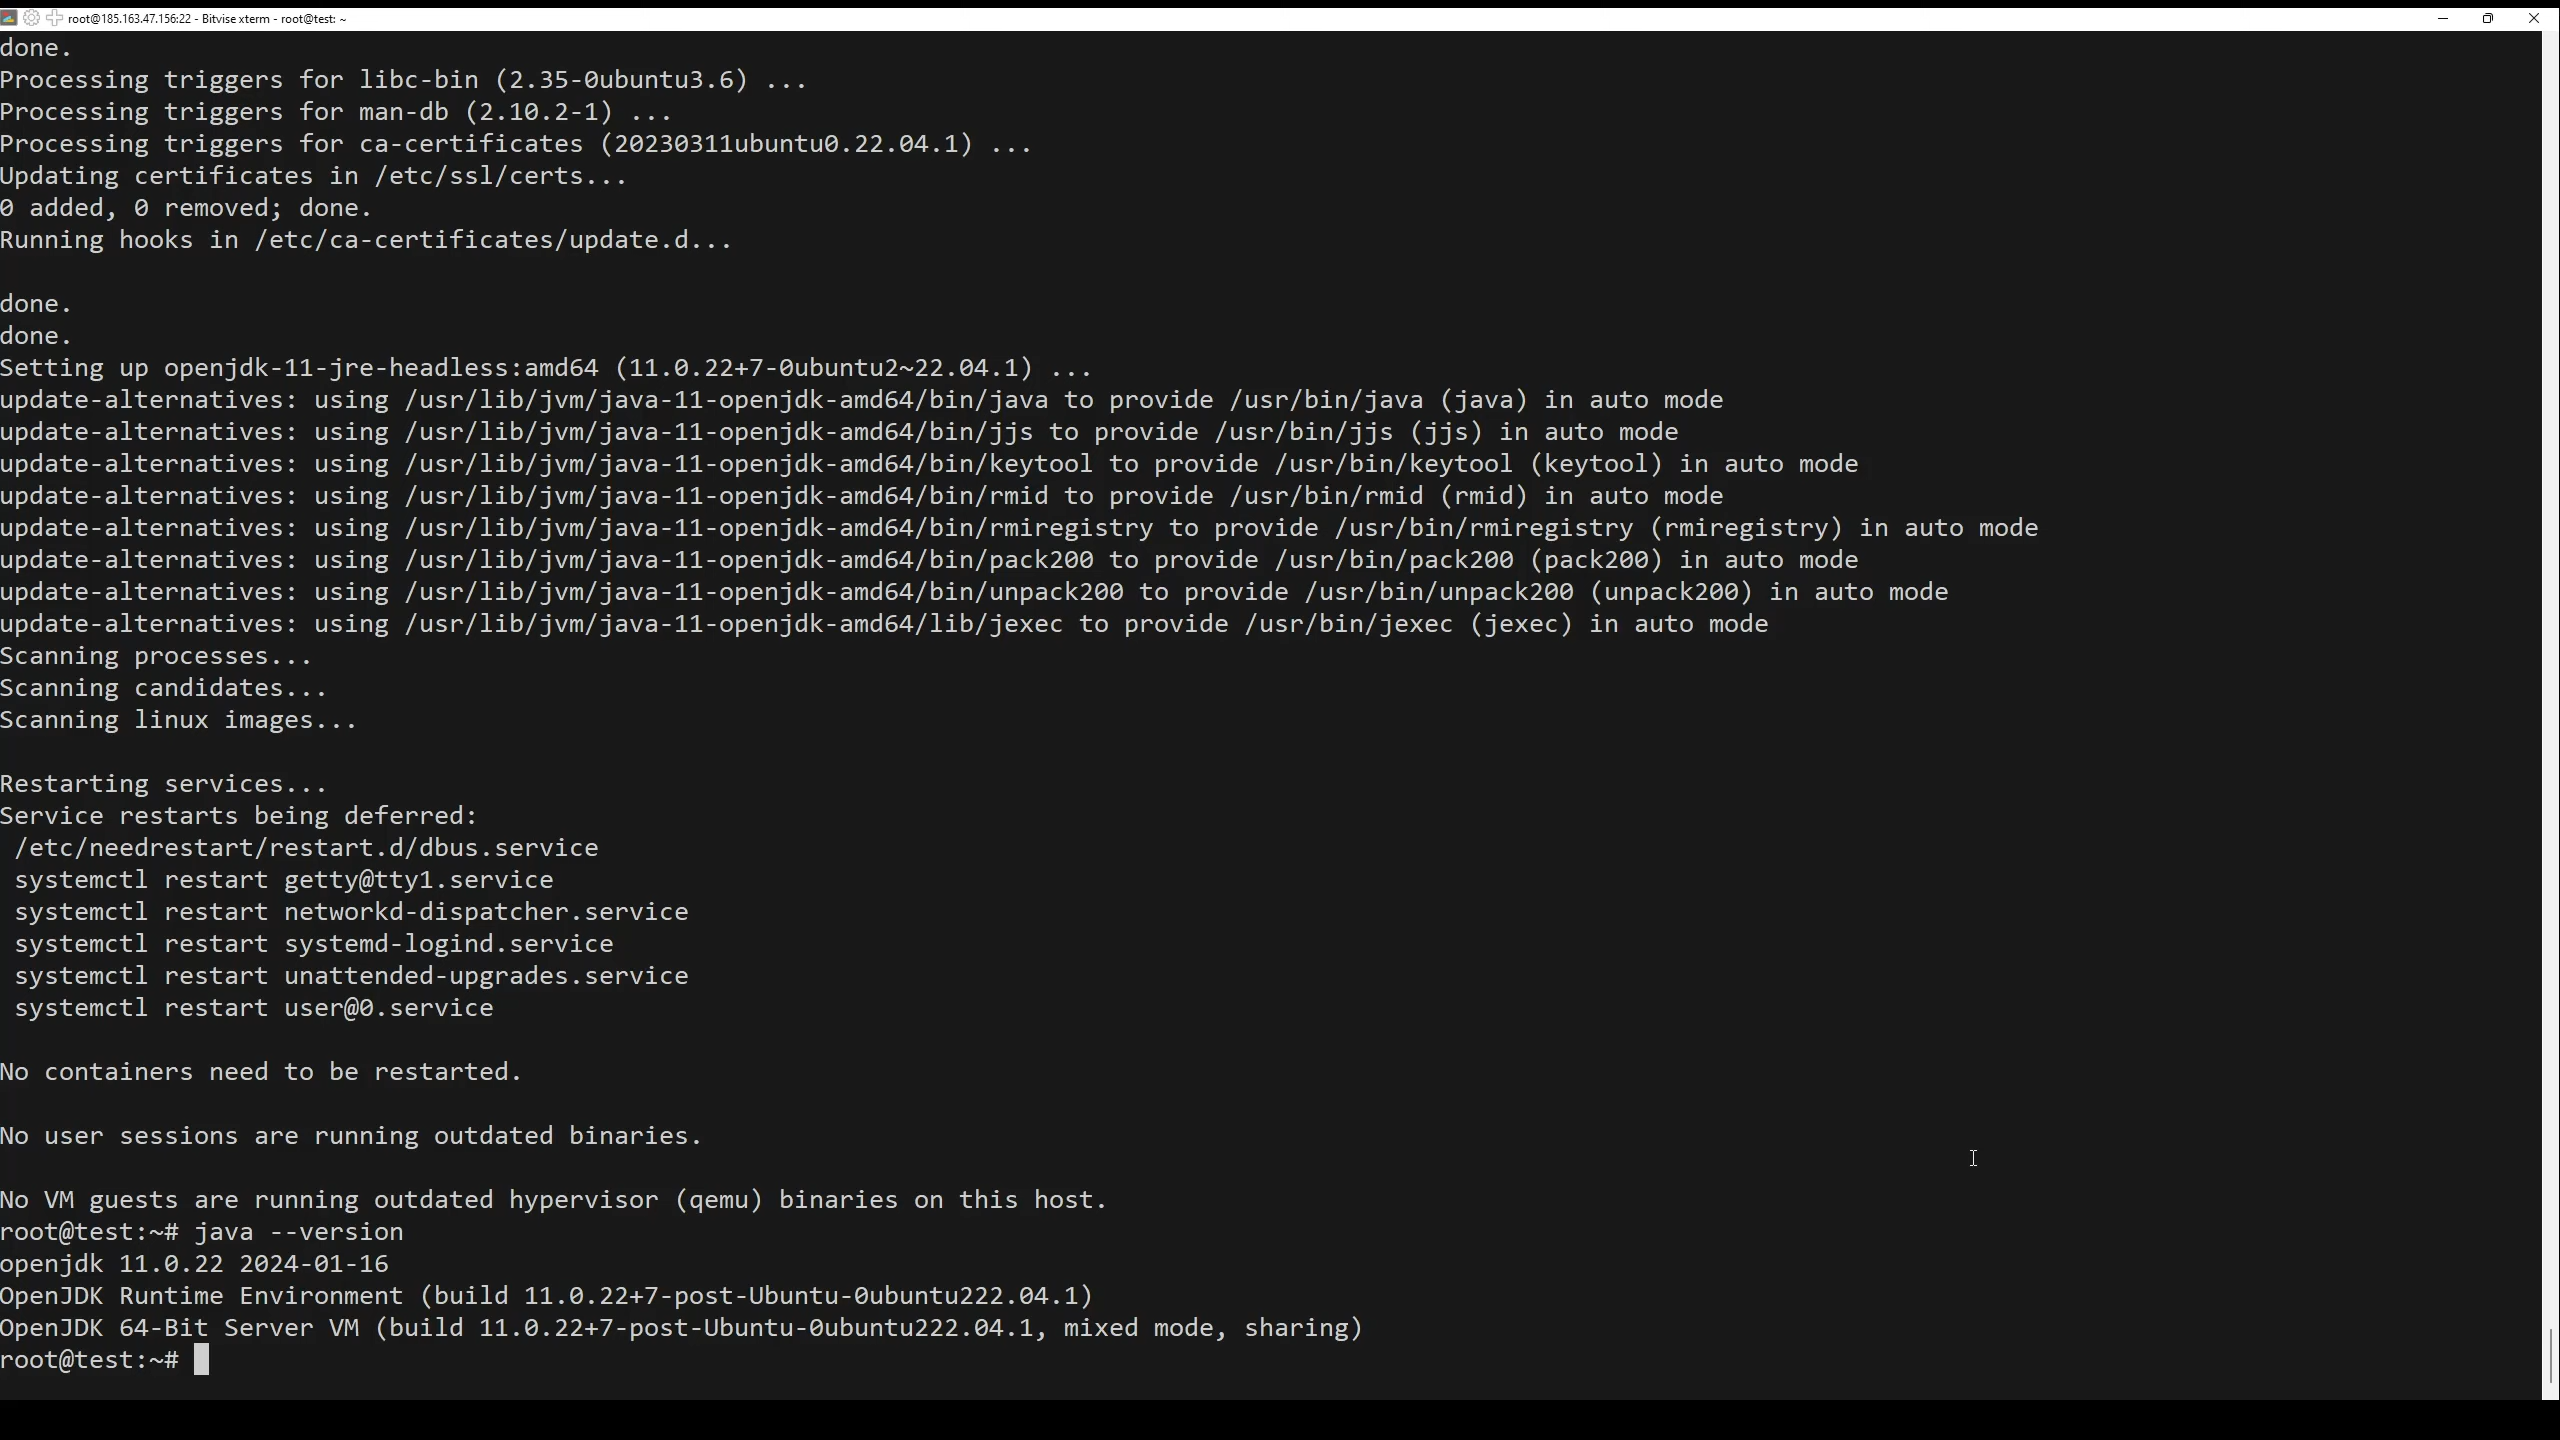 root@185.163.47.156:22 - Bitvise xterm - root@test: ~
done.
Processing triggers for libc-bin (2.35-0ubuntu3.6) ...
Processing triggers for man-db (2.10.2-1) ...
Processing triggers for ca-certificates (20230311ubuntu0.22.04.1) ...
Updating certificates in /etc/ssl/certs...
0 added, 0 removed; done.
Running hooks in /etc/ca-certificates/update.d...
done.
done.
Setting up openjdk-11-jre-headless:amd64 (11.0.22+7-0ubuntu2~22.04.1) ...
update-alternatives: using /usr/lib/jvm/java-11-openjdk-amd64/bin/java to provide /usr/bin/java (java) in auto mode
update-alternatives: using /usr/lib/jvm/java-11-openjdk-amd64/bin/jjs to provide /usr/bin/jjs (jjs) in auto mode
update-alternatives: using /usr/lib/jvm/java-11-openjdk-amd64/bin/keytool to provide /usr/bin/keytool (keytool) in auto mode
update-alternatives: using /usr/lib/jvm/java-11-openjdk-amd64/bin/rmid to provide /usr/bin/rmid (rmid) in auto mode
update-alternatives: using /usr/lib/jvm/java-11-openjdk-amd64/bin/rmiregistry to provide /usr/bin/rmiregistry (rmiregistry) in auto mode
update-alternatives: using /usr/lib/jvm/java-11-openjdk-amd64/bin/pack200 to provide /usr/bin/pack200 (pack200) in auto mode
update-alternatives: using /usr/lib/jvm/java-11-openjdk-amd64/bin/unpack200 to provide /usr/bin/unpack200 (unpack200) in auto mode
update-alternatives: using /usr/lib/jvm/java-11-openjdk-amd64/lib/jexec to provide /usr/bin/jexec (jexec) in auto mode
Scanning processes...
Scanning candidates...
Scanning linux images...
Restarting services...
Service restarts being deferred:
/etc/needrestart/restart.d/dbus.service
systemctl restart getty@tty1.service
systemctl restart networkd-dispatcher.service
systemctl restart systemd-logind.service
systemctl restart unattended-upgrades.service
systemctl restart user@0.service
No containers need to be restarted.
No user sessions are running outdated binaries.
No VM guests are running outdated hypervisor (qemu) binaries on this host.
root@test:~# java --version
openjdk 11.0.22 2024-01-16
OpenJDK Runtime Environment (build 11.0.22+7-post-Ubuntu-0ubuntu222.04.1)
OpenJDK 64-Bit Server VM (build 11.0.22+7-post-Ubuntu-0ubuntu222.04.1, mixed mode, sharing)
root@test:~#